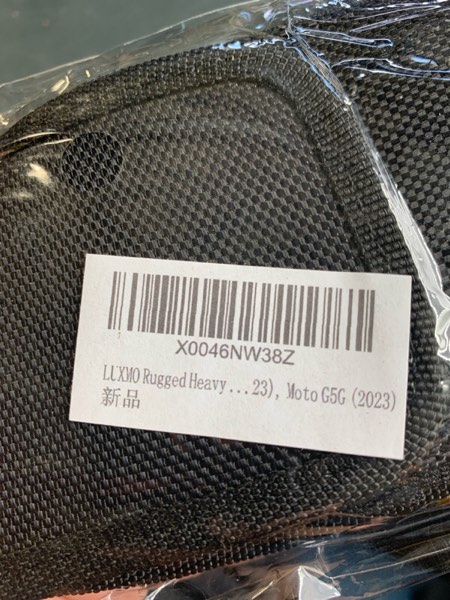 X0046NW38Z
LUXMO Rugged Heavy...23), Moto G5G (2023)
新品